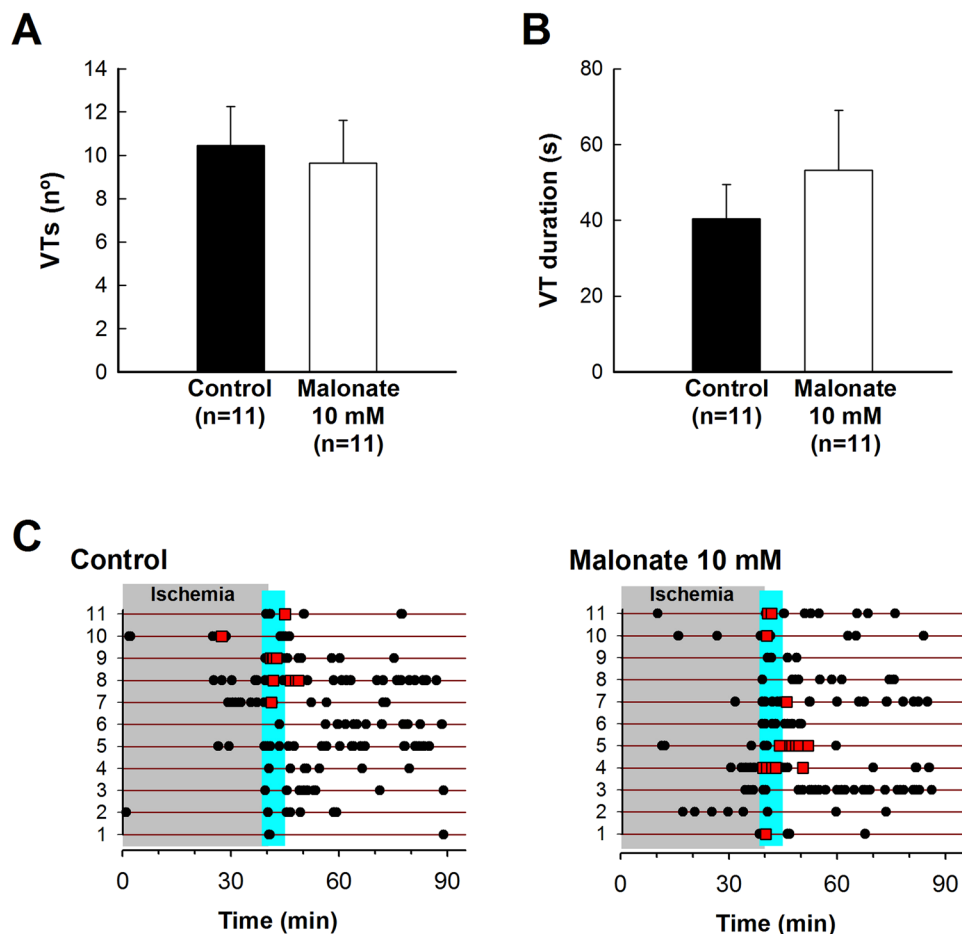 A
VTs (nº)
14
12
10
8
6
4
2
0
Control
(n=11)
Malonate
10 mM
(n=11)
B
VT duration (s)
80
60
40
20
0
Control
(n=11)
Malonate
10 mM
(n=11)
C
Control
Ischemia
11
10
9
8
7
6
5
4
3
2
1
0 30 60 90
Time (min)
Malonate 10 mM
Ischemia
11
10
9
8
7
6
5
4
3
2
1
0 30 60 90
Time (min)